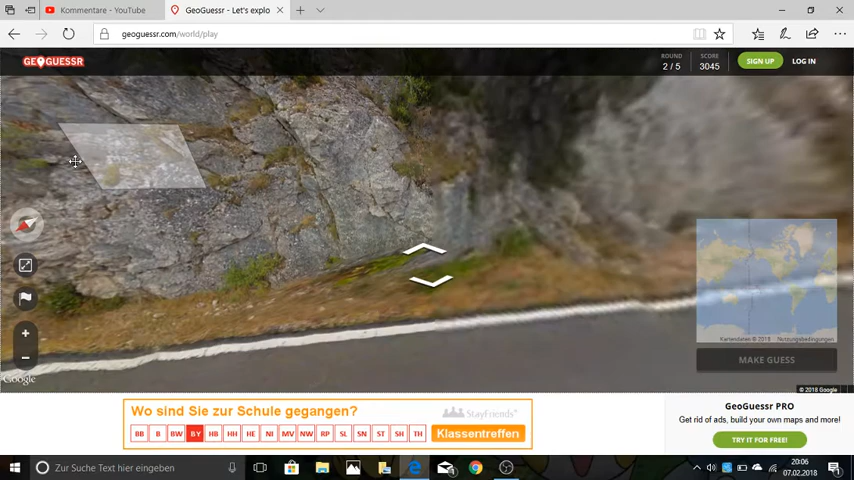 Kommentare - YouTube
GeoGuessr - Let's explo
geoguessr.com/world/play
GEOGUESSR
ROUND
2 / 5
SCORE
3045
SIGN UP
LOG IN
Kartendaten © 2018
Nutzungsbedingungen
MAKE GUESS
Google
© 2018 Google
Wo sind Sie zur Schule gegangen?
StayFriends
BB B BW BY HB HH HE NI MV NW RP SL SN ST SH TH
Klassentreffen
GeoGuessr PRO
Get rid of ads, build your own maps and more!
TRY IT FOR FREE!
Zur Suche Text hier eingeben
20:06
07.02.2018